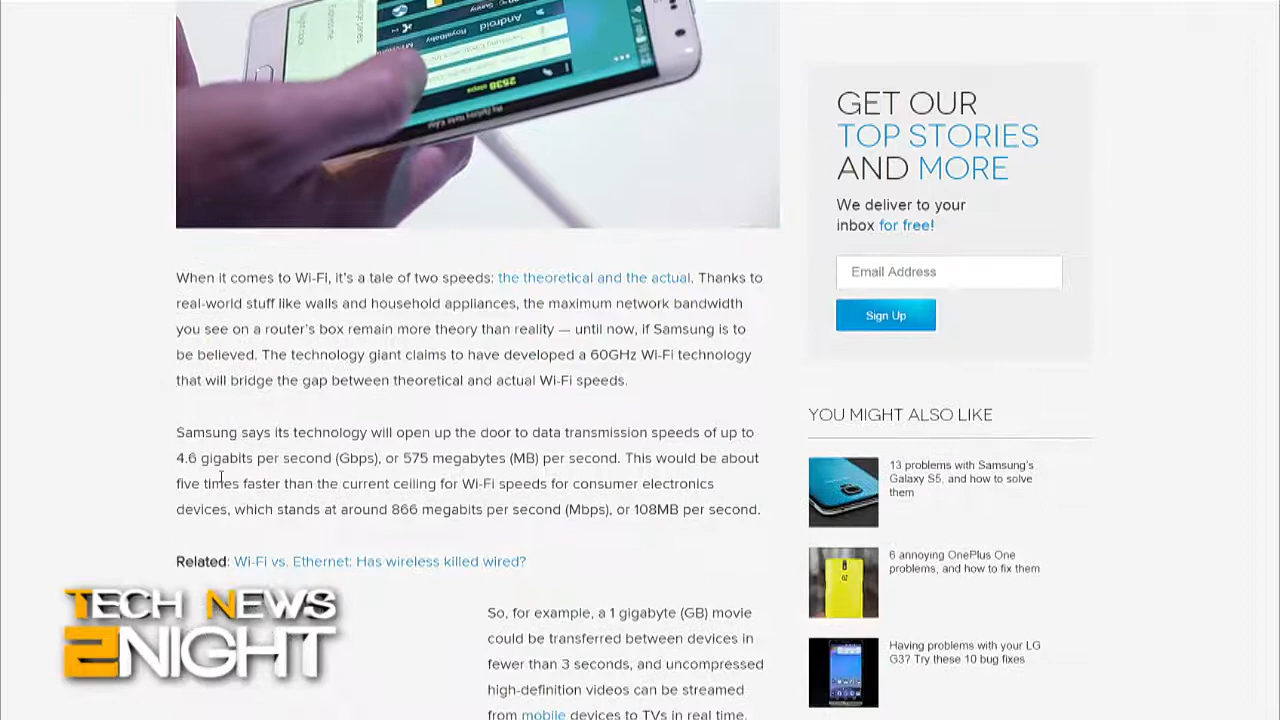 Android
2538 steps
When it comes to Wi-Fi, it's a tale of two speeds: the theoretical and the actual. Thanks to
real-world stuff like walls and household appliances, the maximum network bandwidth
you see on a router's box remain more theory than reality — until now, if Samsung is to
be believed. The technology giant claims to have developed a 60GHz Wi-Fi technology
that will bridge the gap between theoretical and actual Wi-Fi speeds.
Samsung says its technology will open up the door to data transmission speeds of up to
4.6 gigabits per second (Gbps), or 575 megabytes (MB) per second. This would be about
five times faster than the current ceiling for Wi-Fi speeds for consumer electronics
devices, which stands at around 866 megabits per second (Mbps), or 108MB per second.
Related: Wi-Fi vs. Ethernet: Has wireless killed wired?
So, for example, a 1 gigabyte (GB) movie
could be transferred between devices in
fewer than 3 seconds, and uncompressed
high-definition videos can be streamed
from mobile devices to TVs in real time.
GET OUR
TOP STORIES
AND MORE
We deliver to your
inbox for free!
Email Address
Sign Up
YOU MIGHT ALSO LIKE
13 problems with Samsung's
Galaxy S5, and how to solve
them
6 annoying OnePlus One
problems, and how to fix them
Having problems with your LG
G3? Try these 10 bug fixes
TECH NEWS
2NIGHT